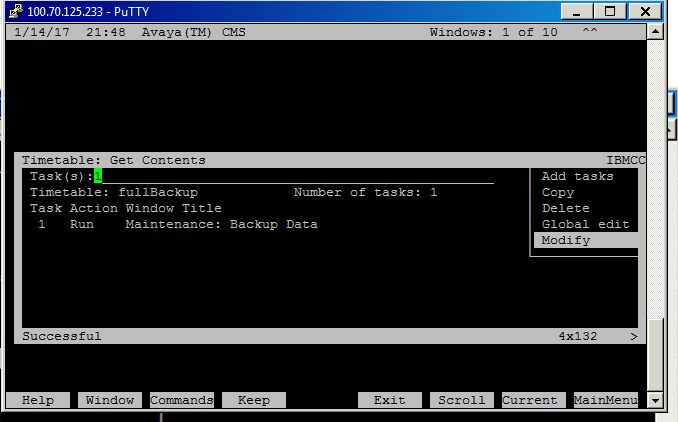 100.70.125.233 - PuTTY
1/14/17 21:48 Avaya(TM) CMS Windows: 1 of 10 ^^
Timetable: Get Contents IBMCC
Task(s):1 Add tasks
Timetable: fullBackup Number of tasks: 1 Copy
Task Action Window Title Delete
1 Run Maintenance: Backup Data Global edit
Modify
Successful 4x132 >
Help Window Commands Keep Exit Scroll Current MainMenu